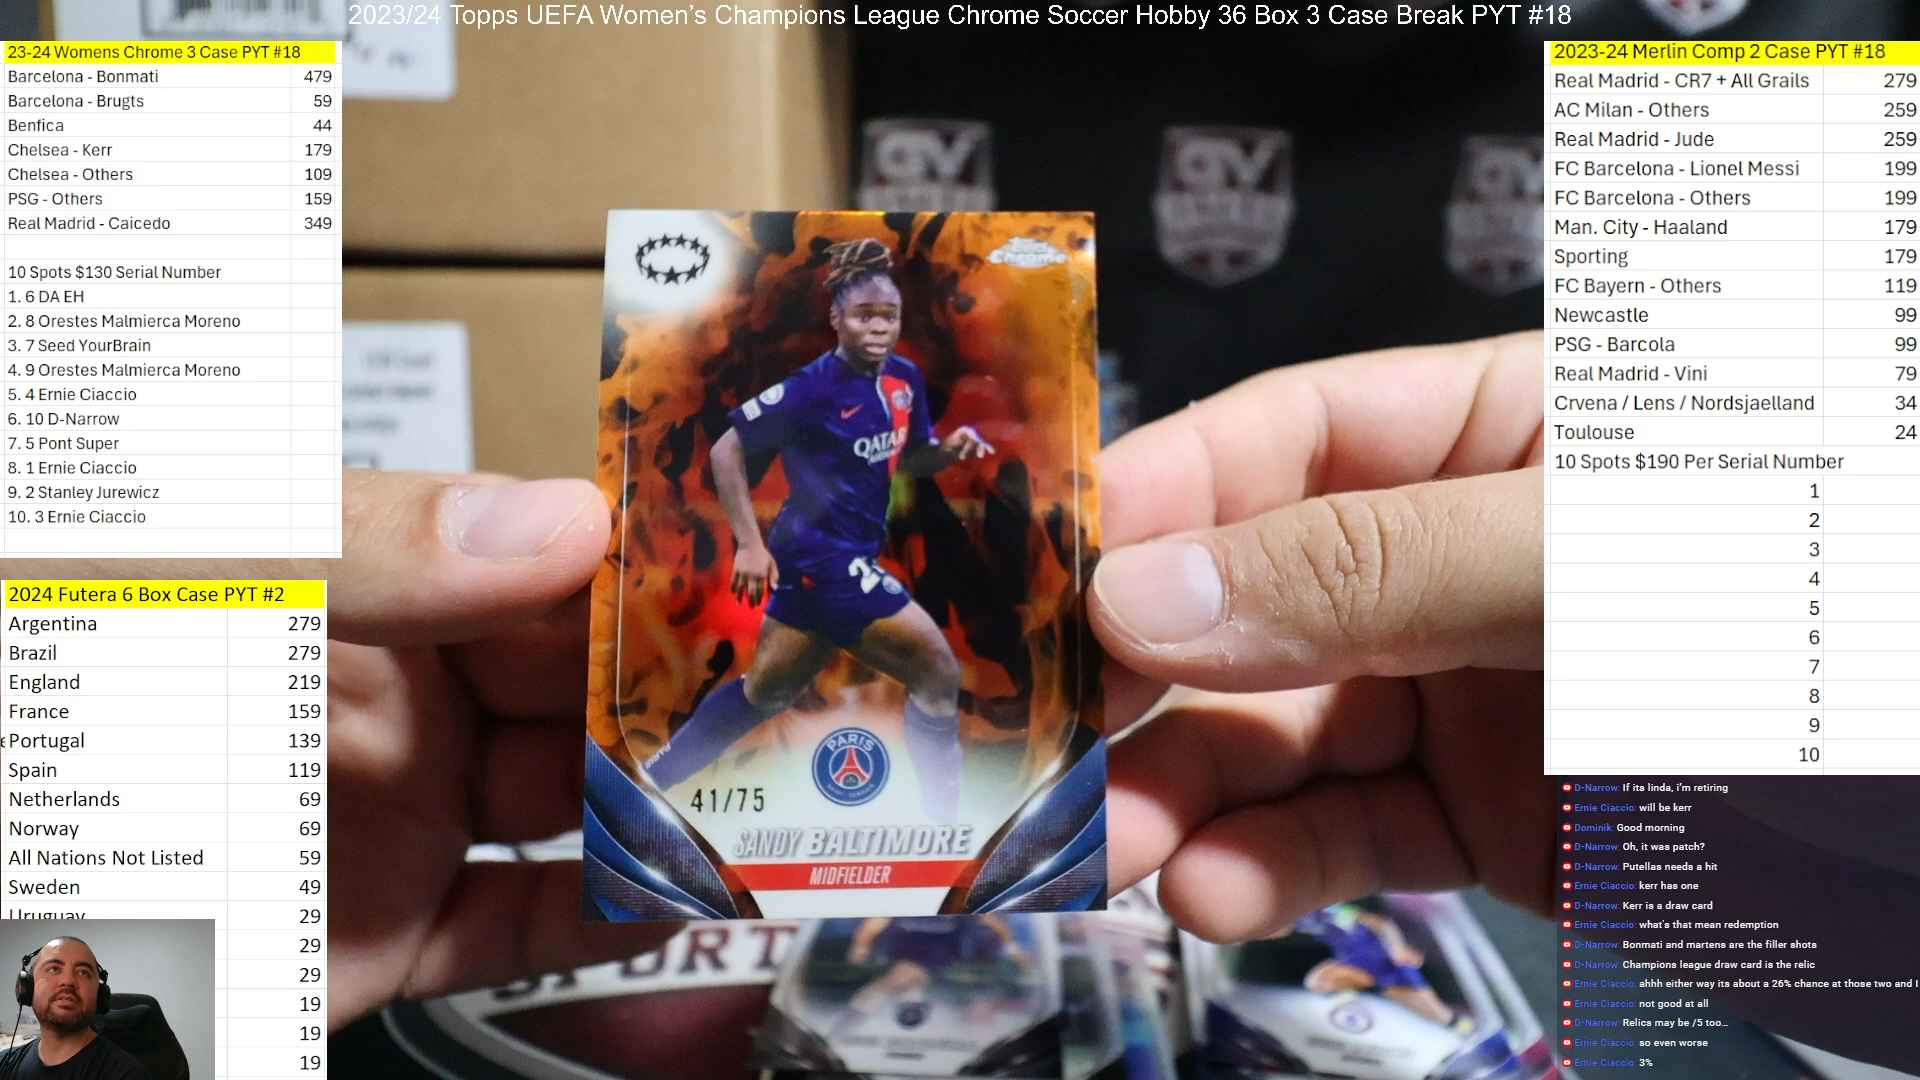 2023/24 Topps UEFA Women's Champions League Chrome Soccer Hobby 36 Box 3 Case Break PYT #18
23-24 Womens Chrome 3 Case PYT #18
Barcelona - Bonmati 479
Barcelona - Brugts 59
Benfica 44
Chelsea - Kerr 179
Chelsea - Others 109
PSG - Others 159
Real Madrid - Caicedo 349
10 Spots $130 Serial Number
1. 6 DA EH
2. 8 Orestes Malmierca Moreno
3. 7 Seed YourBrain
4. 9 Orestes Malmierca Moreno
5. 4 Ernie Ciaccio
6. 10 D-Narrow
7. 5 Pont Super
8. 1 Ernie Ciaccio
9. 2 Stanley Jurewicz
10. 3 Ernie Ciaccio
2024 Futera 6 Box Case PYT #2
Argentina 279
Brazil 279
England 219
France 159
Portugal 139
Spain 119
Netherlands 69
Norway 69
All Nations Not Listed 59
Sweden 49
Uruguay 29
29
29
19
19
19
Topps Chrome
QATAR
2
PARIS
41/75
SANDY BALTIMORE
MIDFIELDER
GV
GV
SPORT
2023-24 Merlin Comp 2 Case PYT #18
Real Madrid - CR7 + All Grails 279
AC Milan - Others 259
Real Madrid - Jude 259
FC Barcelona - Lionel Messi 199
FC Barcelona - Others 199
Man. City - Haaland 179
Sporting 179
FC Bayern - Others 119
Newcastle 99
PSG - Barcola 99
Real Madrid - Vini 79
Crvena / Lens / Nordsjaelland 34
Toulouse 24
10 Spots $190 Per Serial Number
1
2
3
4
5
6
7
8
9
10
D-Narrow: If its linda, i'm retiring
Ernie Ciaccio: will be kerr
Dominik: Good morning
D-Narrow: Oh, it was patch?
D-Narrow: Putellas needs a hit
Ernie Ciaccio: kerr has one
D-Narrow: Kerr is a draw card
Ernie Ciaccio: what's that mean redemption
D-Narrow: Bonmati and martens are the filler shots
D-Narrow: Champions league draw card is the relic
Ernie Ciaccio: ahhh either way its about a 26% chance at those two and I
Ernie Ciaccio: not good at all
D-Narrow: Relics may be /5 too...
Ernie Ciaccio: so even worse
Ernie Ciaccio: 3%